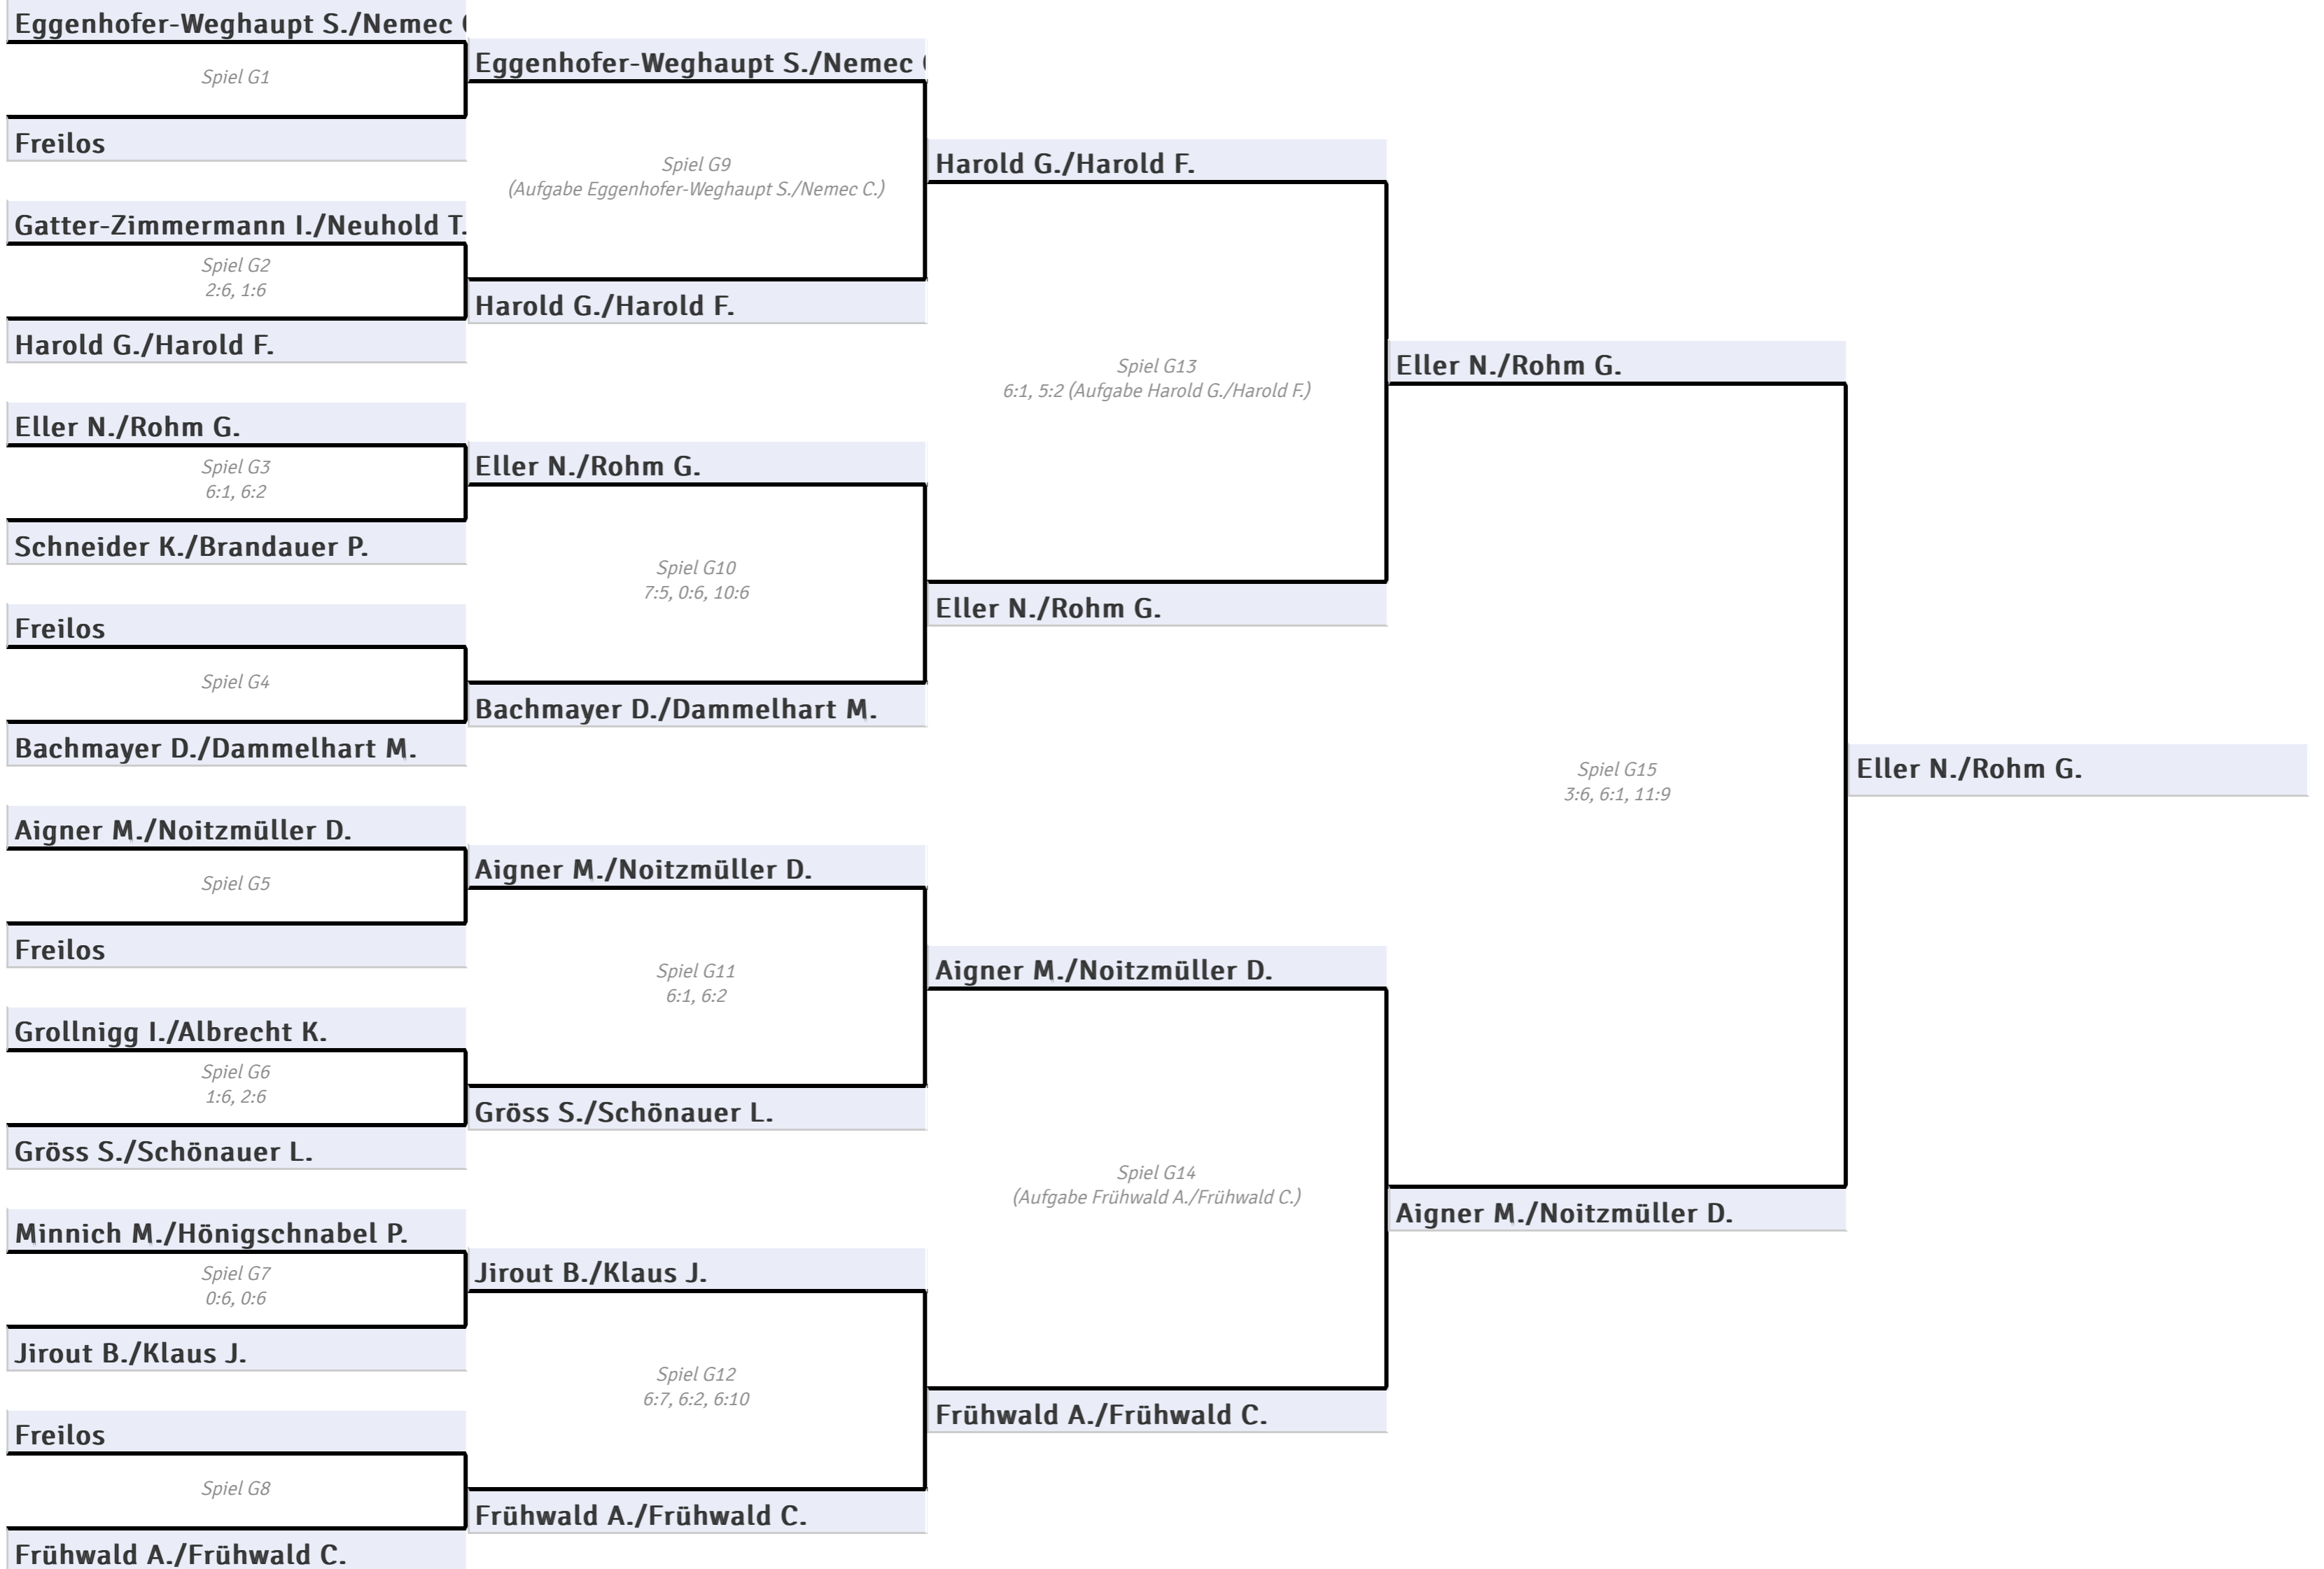 Eggenhofer-Weghaupt S./Nemec
Spiel G1
Freilos
Gatter-Zimmermann I./Neuhold T.
Spiel G2
2:6, 1:6
Harold G./Harold F.
Eller N./Rohm G.
Spiel G3
6:1, 6:2
Schneider K./Brandauer P.
Freilos
Spiel G4
Bachmayer D./Dammelhart M.
Aigner M./Noitzmüller D.
Spiel G5
Freilos
Grollnigg I./Albrecht K.
Spiel G6
1:6, 2:6
Gröss S./Schönauer L.
Minnich M./Hönigschnabel P.
Spiel G7
0:6, 0:6
Jirout B./Klaus J.
Freilos
Spiel G8
Frühwald A./Frühwald C.
Eggenhofer-Weghaupt S./Nemec
Spiel G9
(Aufgabe Eggenhofer-Weghaupt S./Nemec C.)
Harold G./Harold F.
Eller N./Rohm G.
Spiel G10
7:5, 0:6, 10:6
Bachmayer D./Dammelhart M.
Aigner M./Noitzmüller D.
Spiel G11
6:1, 6:2
Gröss S./Schönauer L.
Jirout B./Klaus J.
Spiel G12
6:7, 6:2, 6:10
Frühwald A./Frühwald C.
Harold G./Harold F.
Spiel G13
6:1, 5:2 (Aufgabe Harold G./Harold F.)
Eller N./Rohm G.
Aigner M./Noitzmüller D.
Spiel G14
(Aufgabe Frühwald A./Frühwald C.)
Frühwald A./Frühwald C.
Eller N./Rohm G.
Spiel G15
3:6, 6:1, 11:9
Aigner M./Noitzmüller D.
Eller N./Rohm G.